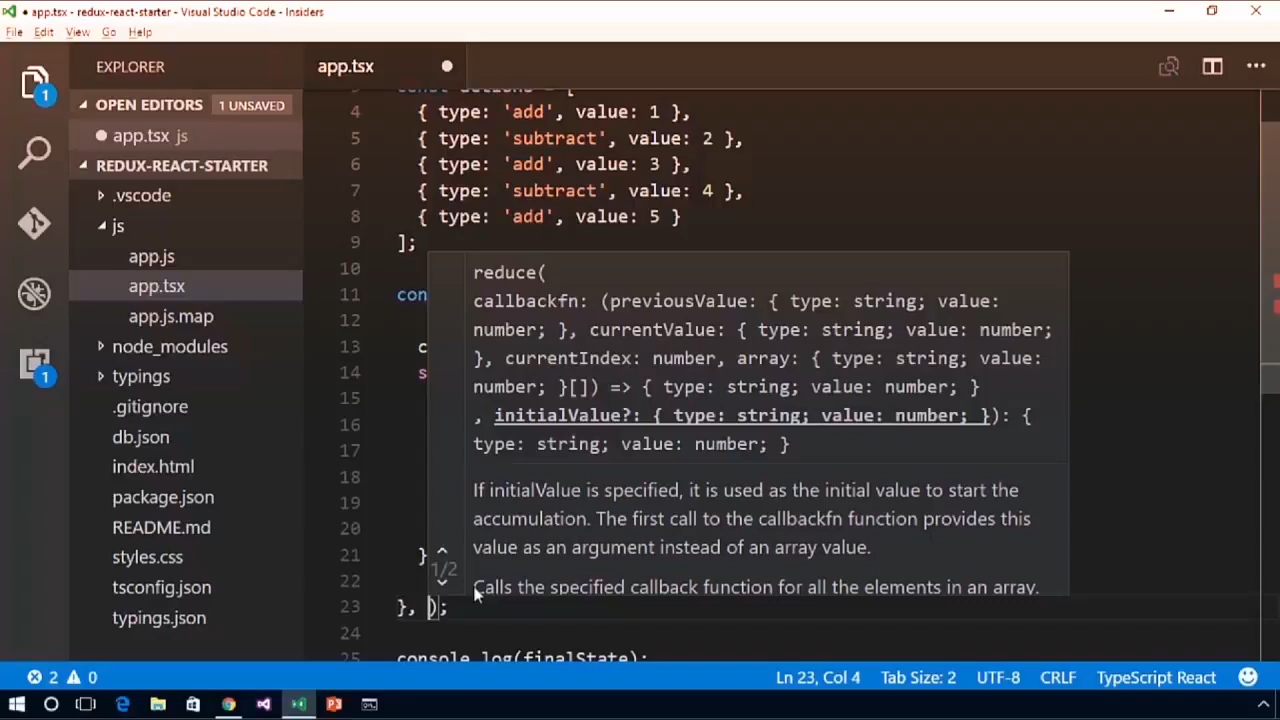 app.tsx - redux-react-starter - Visual Studio Code - Insiders
File Edit View Go Help
EXPLORER
app.tsx
OPEN EDITORS 1 UNSAVED
app.tsx js
REDUX-REACT-STARTER
.vscode
js
app.js
app.tsx
app.js.map
node_modules
typings
.gitignore
db.json
index.html
package.json
README.md
styles.css
tsconfig.json
typings.json
1
1
const actions = [
4 { type: 'add', value: 1 },
5 { type: 'subtract', value: 2 },
6 { type: 'add', value: 3 },
7 { type: 'subtract', value: 4 },
8 { type: 'add', value: 5 }
9 ];
10
11 con
12
13 c
14 s
15
16
17
18
19
20
21 }
22
23 }, );
24
25 console.log(finalState);
reduce(
callbackfn: (previousValue: { type: string; value:
number; }, currentValue: { type: string; value: number;
}, currentIndex: number, array: { type: string; value:
number; }[]) => { type: string; value: number; }
, initialValue?: { type: string; value: number; }): {
type: string; value: number; }
If initialValue is specified, it is used as the initial value to start the
accumulation. The first call to the callbackfn function provides this
value as an argument instead of an array value.
1/2
Calls the specified callback function for all the elements in an array.
2 0
Ln 23, Col 4 Tab Size: 2 UTF-8 CRLF TypeScript React